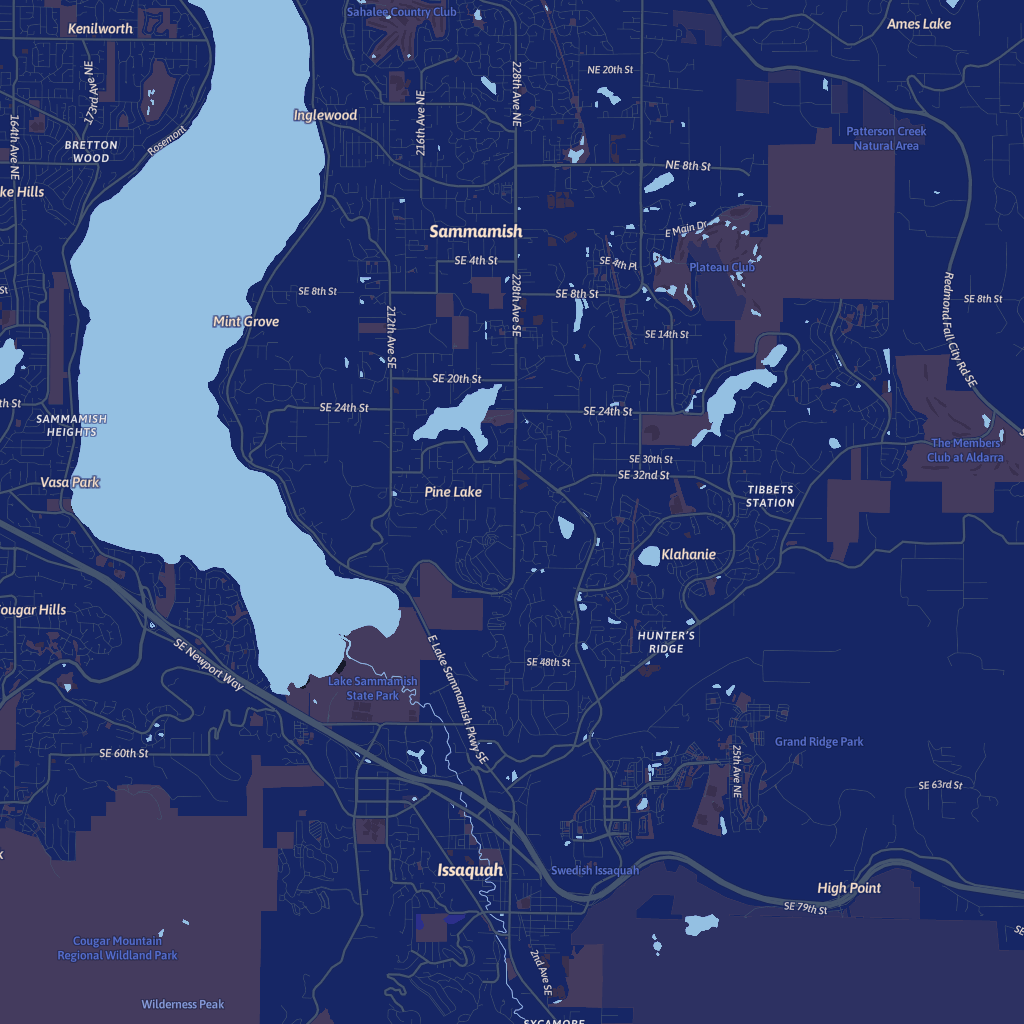 Sahalee Country Club
Kenilworth
Ames Lake
NE 20th St
173rd Ave NE
228th Ave NE
216th Ave NE
Inglewood
164th Ave NE
Rosemont
BRETTON
WOOD
Patterson Creek
Natural Area
NE 8th St
ke Hills
Sammamish
E Main Dr
SE 4th St
SE 4th Pl
Plateau Club
St
SE 8th St
SE 8th St
SE 8th St
228th Ave SE
Redmond Fall City Rd SE
Mint Grove
212th Ave SE
SE 14th St
SE 20th St
th St
SE 24th St
SE 24th St
SAMMAMISH
HEIGHTS
The Members
Club at Aldarra
SE 30th St
SE 32nd St
Vasa Park
Pine Lake
TIBBETS
STATION
Klahanie
ougar Hills
HUNTER'S
RIDGE
SE Newport Way
E Lake Sammamish Pkwy SE
SE 48th St
Lake Sammamish
State Park
SE 60th St
Grand Ridge Park
25th Ave NE
SE 63rd St
k
Issaquah
Swedish Issaquah
High Point
SE 79th St
SE
Cougar Mountain
Regional Wildland Park
2nd Ave SE
Wilderness Peak
SYCAMORE